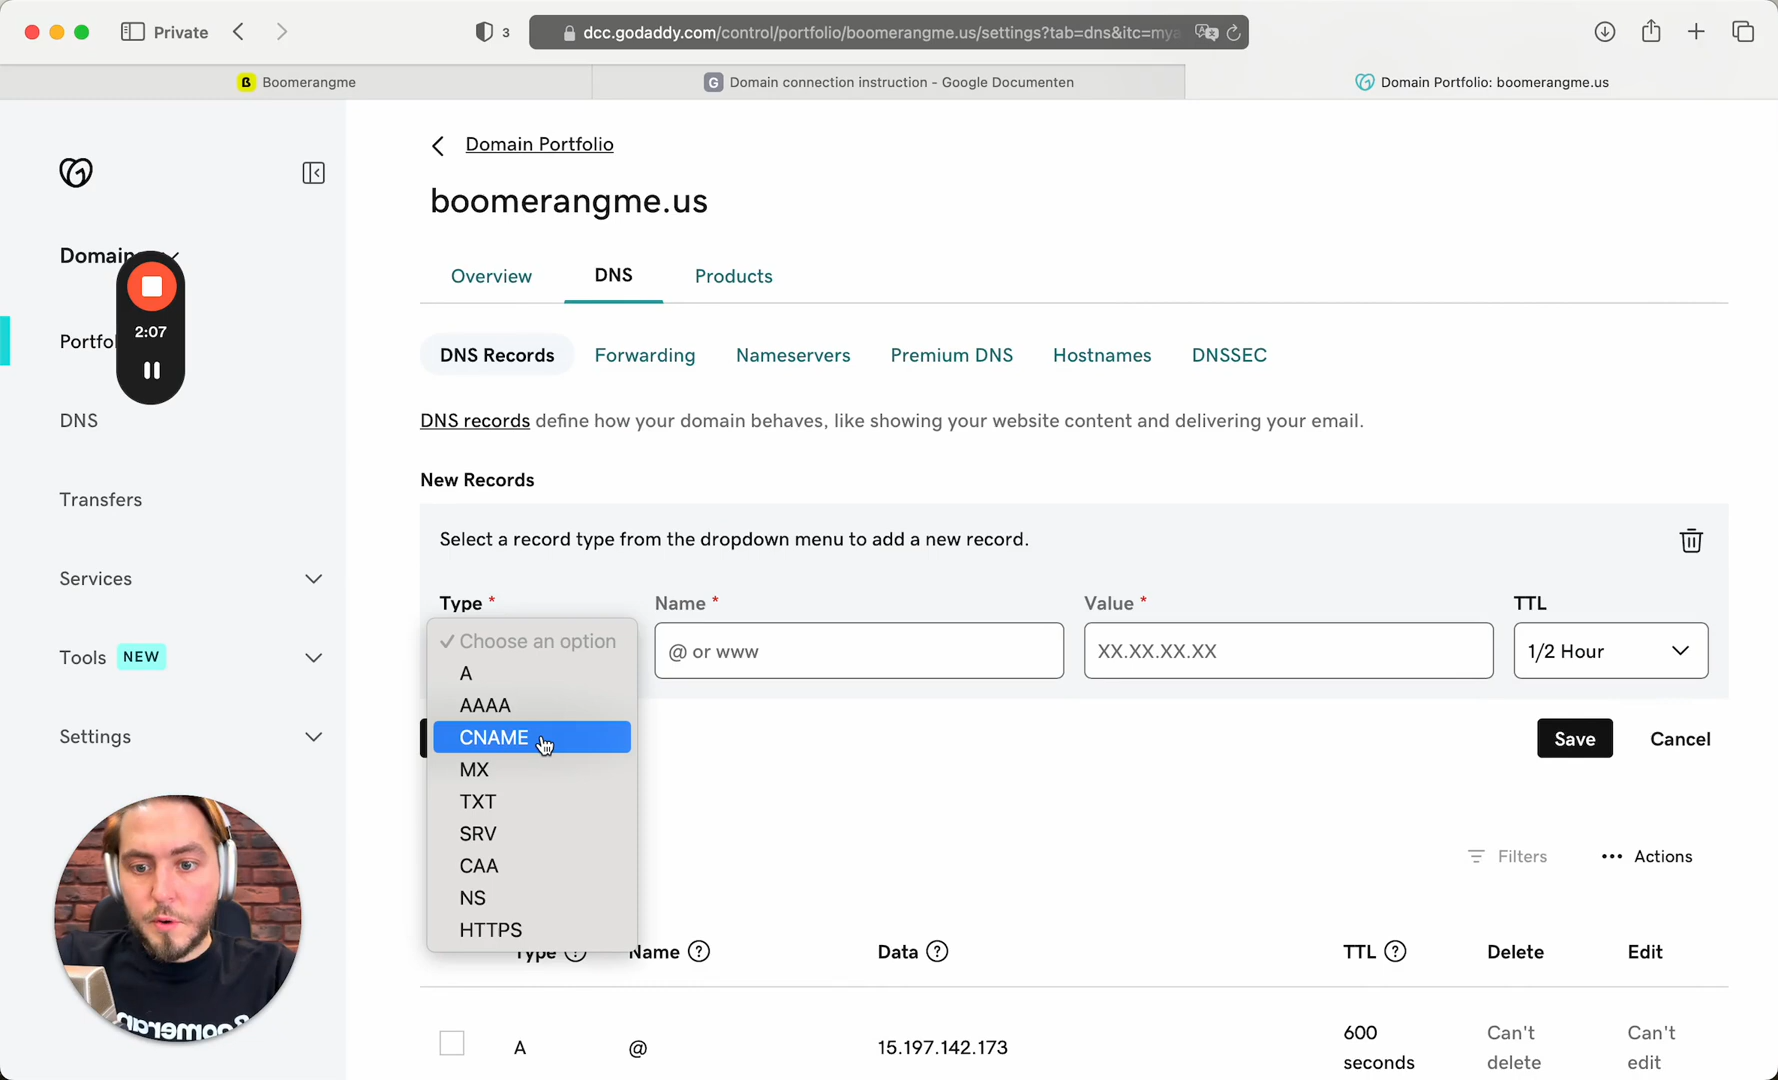 Private
3
dcc.godaddy.com/control/portfolio/boomerangme.us/settings?tab=dns&itc=mya
ß Boomerangme
G Domain connection instruction - Google Documenten
Domain Portfolio: boomerangme.us
Domain Portfolio
boomerangme.us
Domain
Overview
DNS
Products
2:07
Portfol
DNS Records
Forwarding
Nameservers
Premium DNS
Hostnames
DNSSEC
DNS
DNS records define how your domain behaves, like showing your website content and delivering your email.
Transfers
New Records
Select a record type from the dropdown menu to add a new record.
Services
Type *
Name *
Value *
TTL
✓ Choose an option
@ or www
XX.XX.XX.XX
1/2 Hour
Tools NEW
A
AAAA
CNAME
Save
Cancel
Settings
MX
TXT
SRV
CAA
NS
HTTPS
Filters
Actions
Type ?
Name ?
Data ?
TTL ?
Delete
Edit
A
@
15.197.142.173
600
seconds
Can't
delete
Can't
edit
Boomeran